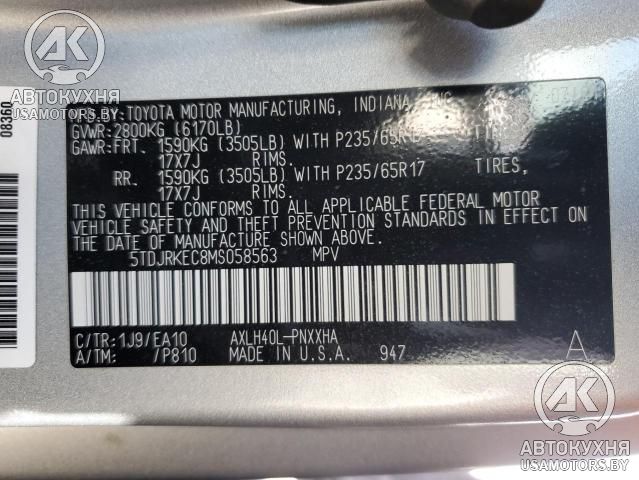 AK
АВТОКУХНЯ
USAMOTORS.BY
08360
MFD. BY: TOYOTA MOTOR MANUFACTURING, INDIANA, INC.
GVWR: 2800KG (6170LB)
GAWR: FRT. 1590KG (3505LB) WITH P235/65R17
17X7J RIMS.
RR. 1590KG (3505LB) WITH P235/65R17 TIRES,
17X7J RIMS.
THIS VEHICLE CONFORMS TO ALL APPLICABLE FEDERAL MOTOR
VEHICLE SAFETY AND THEFT PREVENTION STANDARDS IN EFFECT ON
THE DATE OF MANUFACTURE SHOWN ABOVE.
5TDJRKEC8MS058563 MPV
C/TR: 1J9/EA10 AXLH40L-PNXXHA
A/TM: /P810 MADE IN U.S.A. 947 A
AK
АВТОКУХНЯ
USAMOTORS.BY